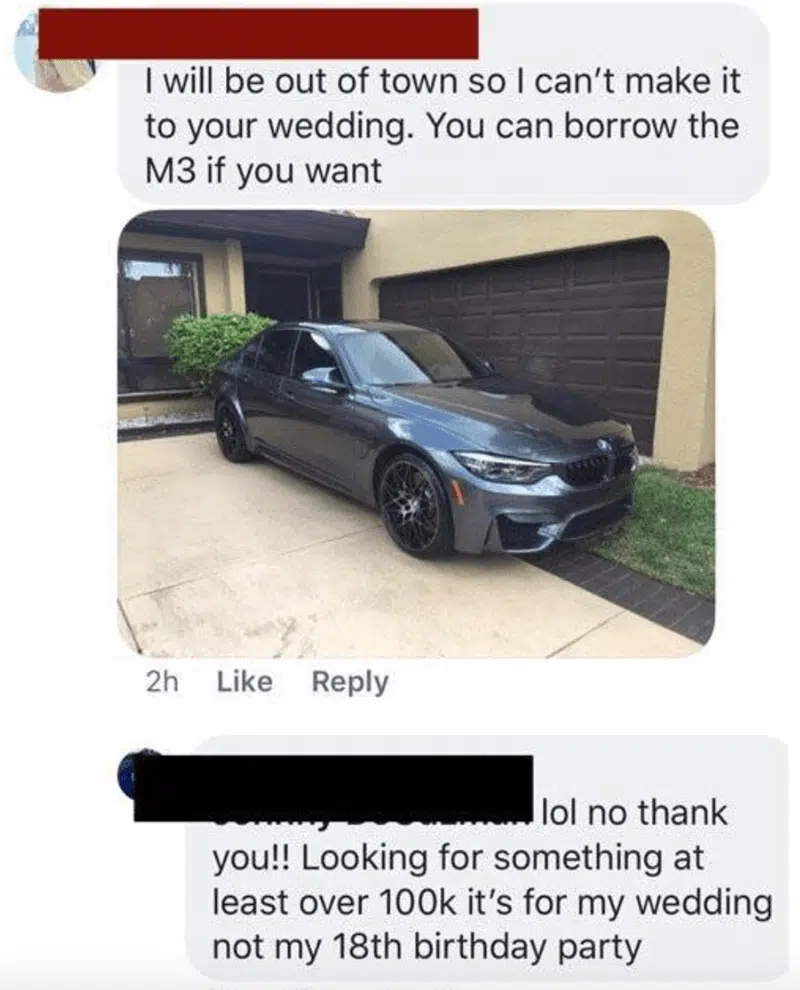 I will be out of town so I can't make it
to your wedding. You can borrow the
M3 if you want
2h Like Reply
lol no thank
you!! Looking for something at
least over 100k it's for my wedding
not my 18th birthday party